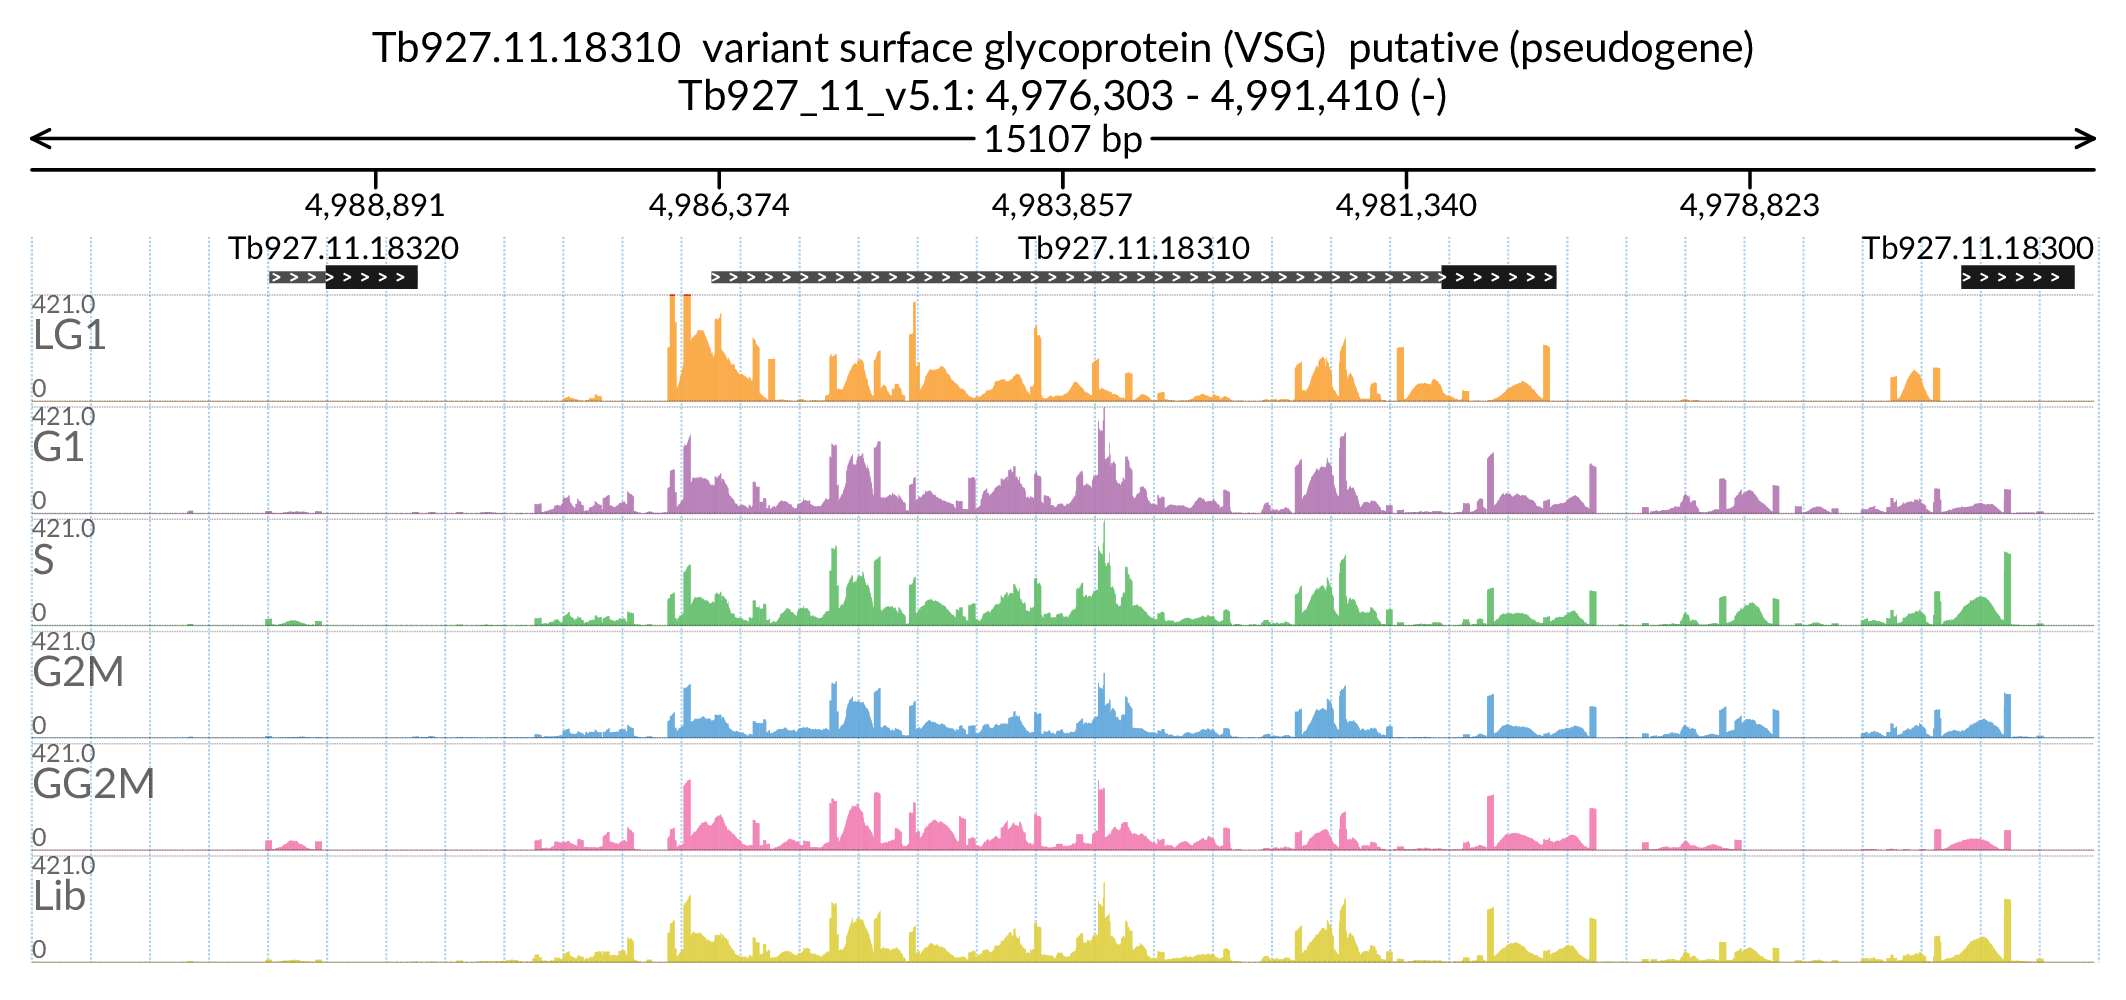 Tb927.11.18310 variant surface glycoprotein (VSG) putative (pseudogene)
Tb927_11_v5.1: 4,976,303 - 4,991,410 (-)
15107 bp
4,988,891 4,986,374 4,983,857 4,981,340 4,978,823
Tb927.11.18320 Tb927.11.18310 Tb927.11.18300
421.0
LG1
0
421.0
G1
0
421.0
S
0
421.0
G2M
0
421.0
GG2M
0
421.0
Lib
0